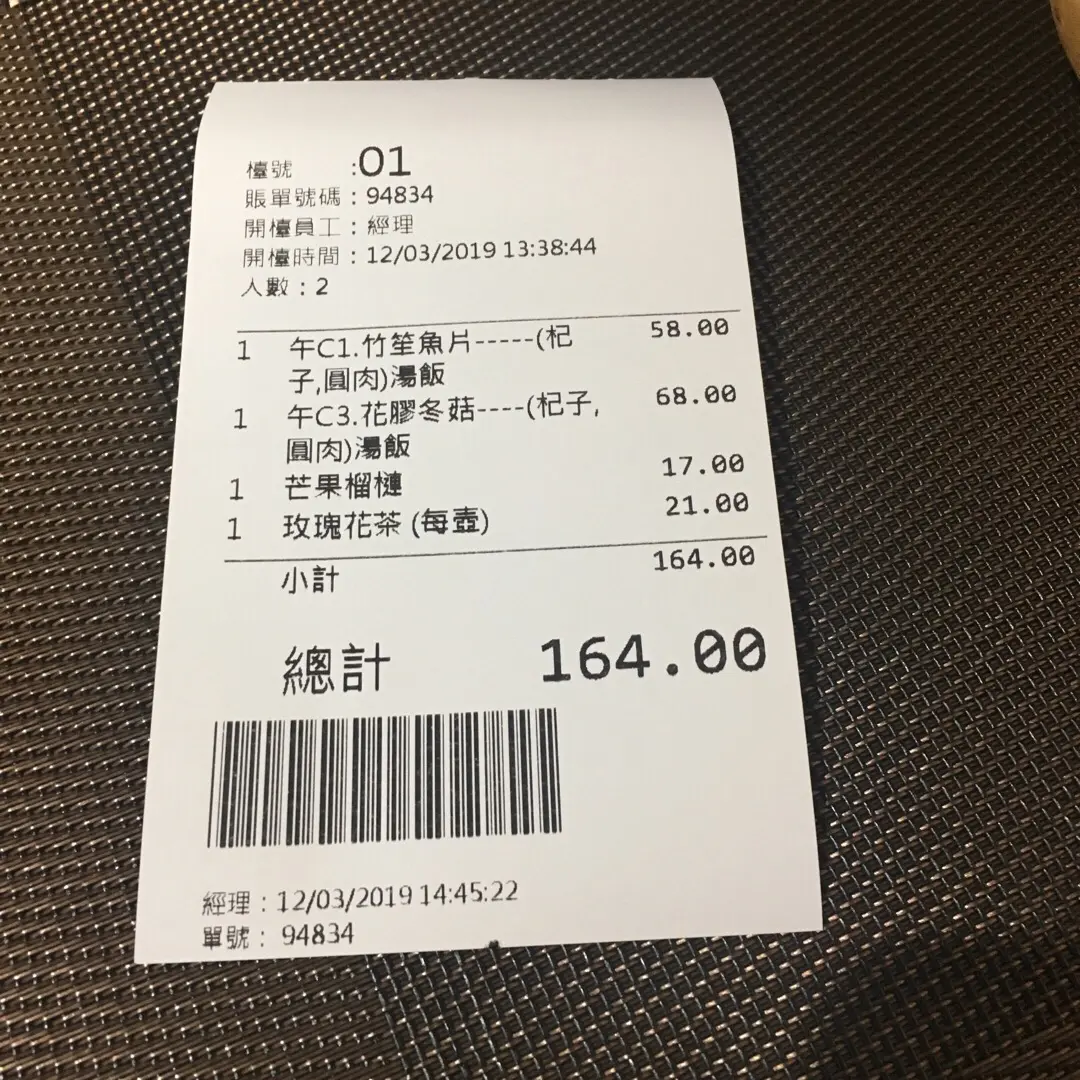 檯號 :01
賬單號碼：94834
開檯員工：經理
開檯時間：12/03/2019 13:38:44
人數：2
1 午C1.竹笙魚片-----(杞 58.00
子,圓肉)湯飯
1 午C3.花膠冬菇----(杞子, 68.00
圓肉)湯飯
1 芒果榴槤 17.00
1 玫瑰花茶 (每壺) 21.00
小計 164.00
總計 164.00
經理：12/03/2019 14:45:22
單號： 94834